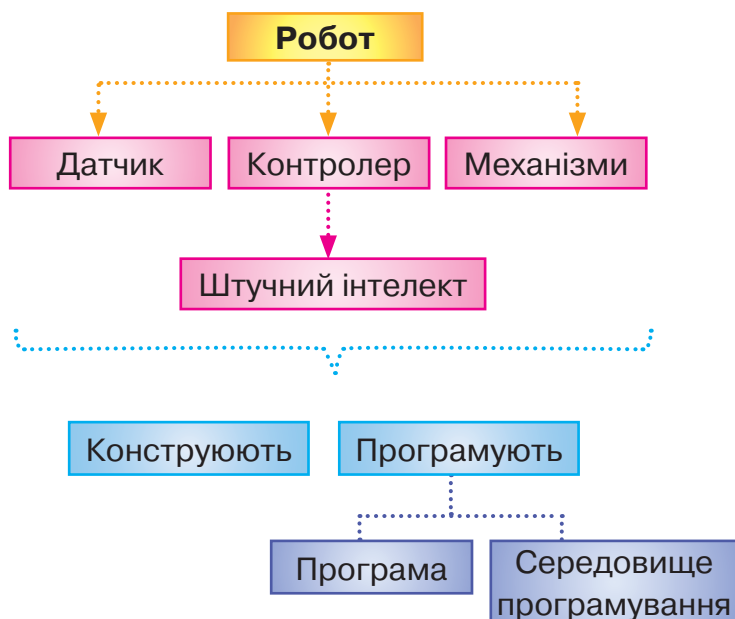 Робот
Датчик
Контролер
Механізми
Штучний інтелект
Конструюють
Програмують
Програма
Середовище
програмування